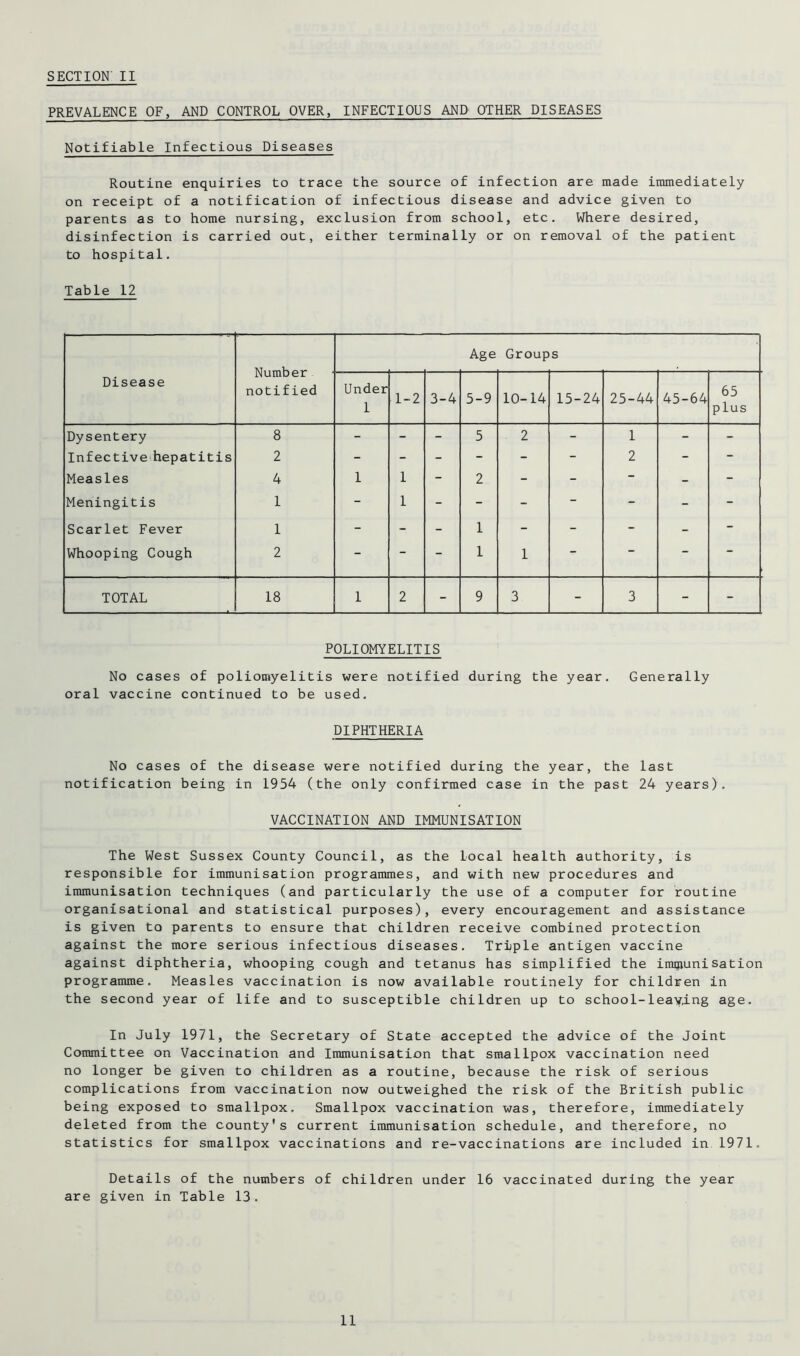 SECTION II
PREVALENCE OF, AND CONTROL OVER, INFECTIOUS AND OTHER DISEASES
Notifiable Infectious Diseases
Routine enquiries to trace the source of infection are made immediately
on receipt of a notification of infectious disease and advice given to
parents as to home nursing, exclusion from school, etc. Where desired,
disinfection is carried out, either terminally or on removal of the patient
to hospital.
Table 12
Disease Number notified Age Groups
Under 1 1-2 3-4 5-9 10-14 15-24 25-44 45-64 65 plus
Dysentery 8 - - - 5 2 - 1 - -
Infective hepatitis 2 - - - - - - 2 - -
Measles 4 1 1 - 2 - - - - -
Meningitis 1 - 1 - - - - - - -
Scarlet Fever 1 - - - 1 - - - - -
Whooping Cough 2 - - - 1 1 - - - -
TOTAL 18 1 2 - 9 3 - 3 - -
POLIOMYELITIS
No cases of poliomyelitis were notified during the year. Generally
oral vaccine continued to be used.
DIPHTHERIA
No cases of the disease were notified during the year, the last
notification being in 1954 (the only confirmed case in the past 24 years).
VACCINATION AND IMMUNISATION
The West Sussex County Council, as the local health authority, is
responsible for immunisation programmes, and with new procedures and
immunisation techniques (and particularly the use of a computer for routine
organisational and statistical purposes), every encouragement and assistance
is given to parents to ensure that children receive combined protection
against the more serious infectious diseases. Triple antigen vaccine
against diphtheria, whooping cough and tetanus has simplified the immunisation
programme. Measles vaccination is now available routinely for children in
the second year of life and to susceptible children up to school-leaving age.
In July 1971, the Secretary of State accepted the advice of the Joint
Committee on Vaccination and Immunisation that smallpox vaccination need
no longer be given to children as a routine, because the risk of serious
complications from vaccination now outweighed the risk of the British public
being exposed to smallpox. Smallpox vaccination was, therefore, immediately
deleted from the county's current immunisation schedule, and therefore, no
statistics for smallpox vaccinations and re-vaccinations are included in 1971.
Details of the numbers of children under 16 vaccinated during the year
are given in Table 13.
11